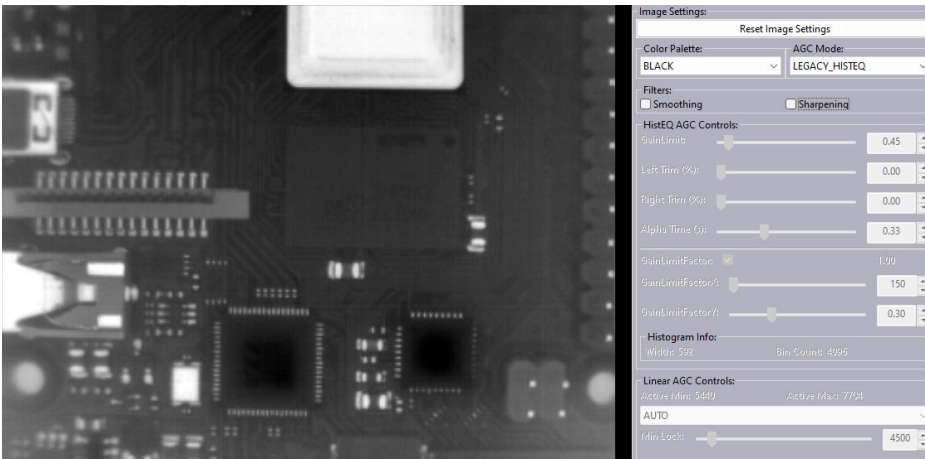 Image Settings:
Reset Image Settings
Color Palette: AGC Mode:
BLACK LEGACY_HISTEQ
Filters:
Smoothing Sharpening
HistEQ AGC Controls:
GainLimit: 0.45
Left Trim (%): 0.00
Right Trim (%): 0.00
Alpha Time (s): 0.33
GainLimitFactor: 1.00
GainLimitFactorX: 150
GainLimitFactorY: 0.30
Histogram Info:
Width: 592 Bin Count: 4095
Linear AGC Controls:
Active Min: 5440 Active Max: 7794
AUTO
Min Lock: 4500